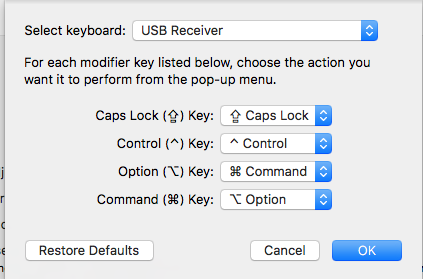 Select keyboard: USB Receiver
For each modifier key listed below, choose the action you
want it to perform from the pop-up menu.
Caps Lock (⇪) Key: ⇪ Caps Lock
Control (^) Key: ^ Control
Option (⌥) Key: ⌘ Command
Command (⌘) Key: ⌥ Option
Restore Defaults Cancel OK